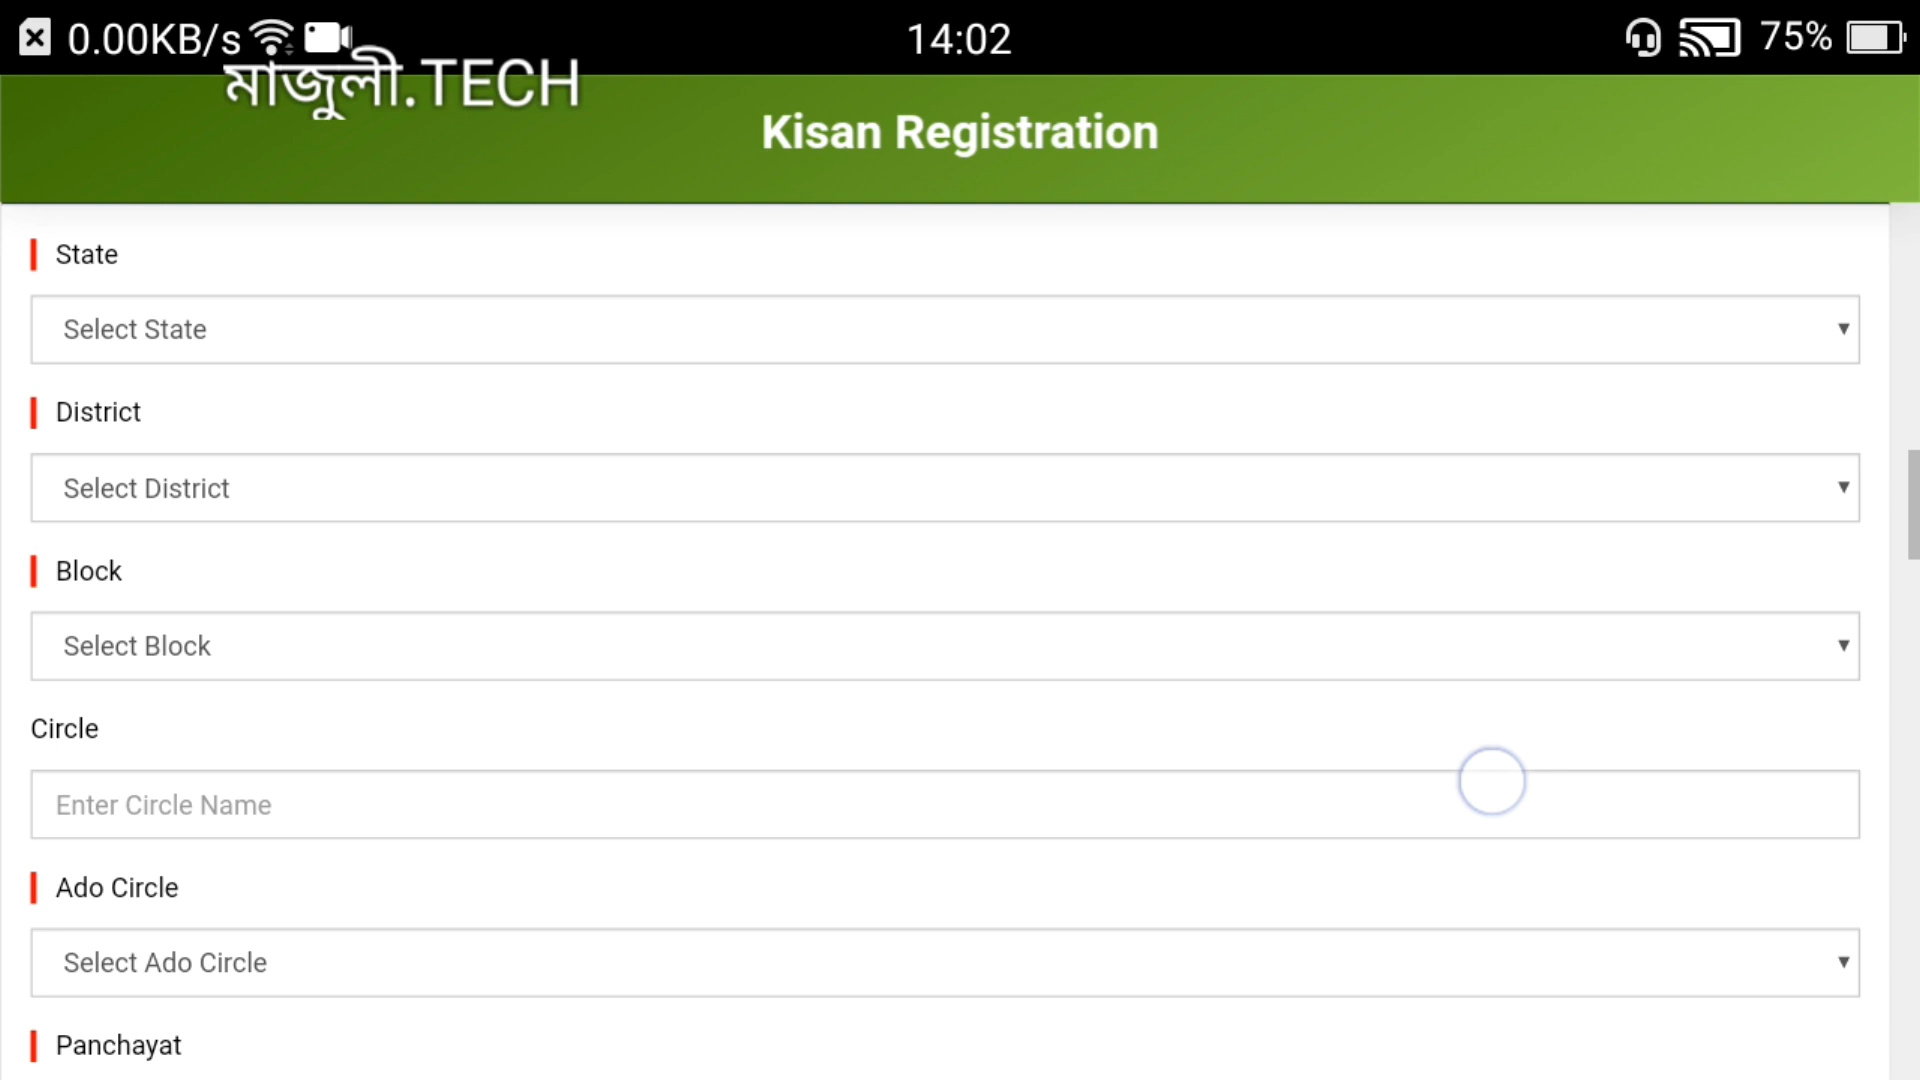 0.00KB/s 14:02 75%
মাজুলী.TECH
Kisan Registration
State
Select State
District
Select District
Block
Select Block
Circle
Enter Circle Name
Ado Circle
Select Ado Circle
Panchayat